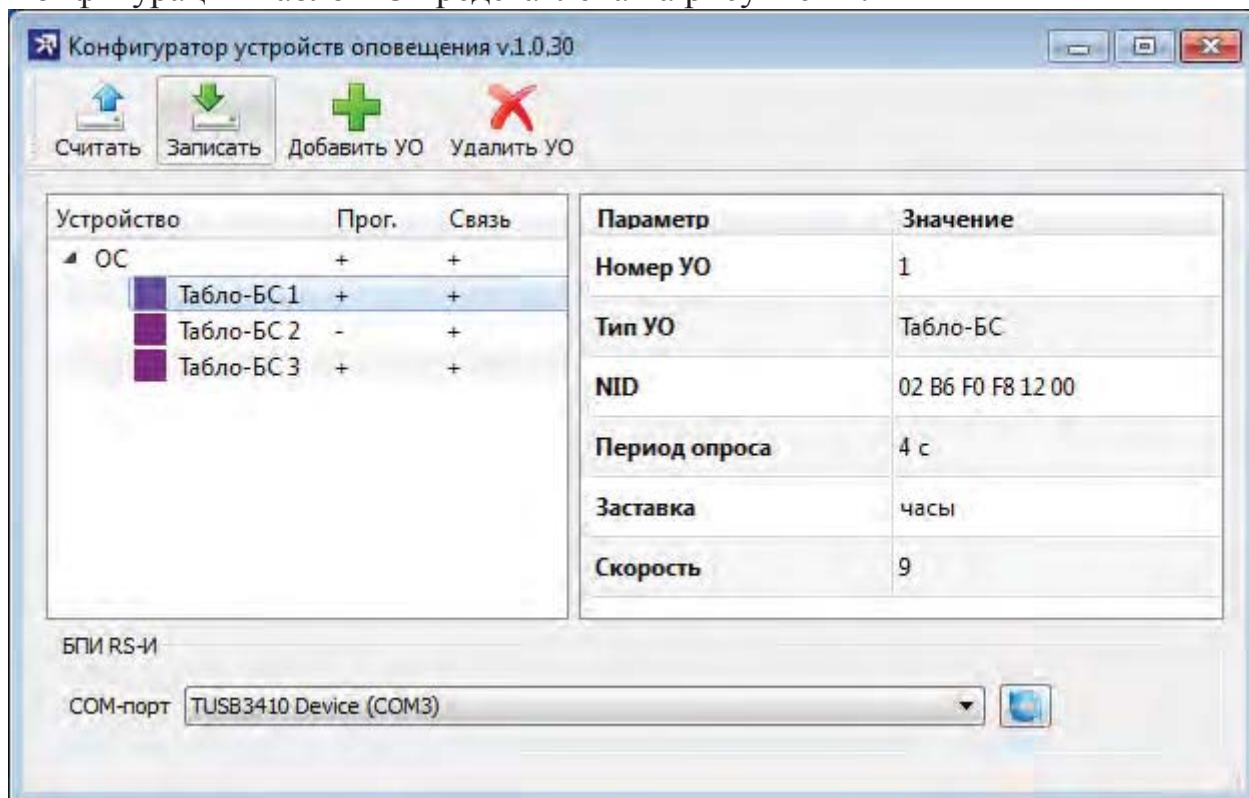 Конфигуратор устройств оповещения v.1.0.30
Считать Записать Добавить УО Удалить УО
Устройство Прог. Связь
ОС + +
Табло-БС 1 + +
Табло-БС 2 - +
Табло-БС 3 + +
Параметр Значение
Номер УО 1
Тип УО Табло-БС
NID 02 B6 F0 F8 12 00
Период опроса 4 с
Заставка часы
Скорость 9
БПИ RS-И
COM-порт TUSB3410 Device (COM3)